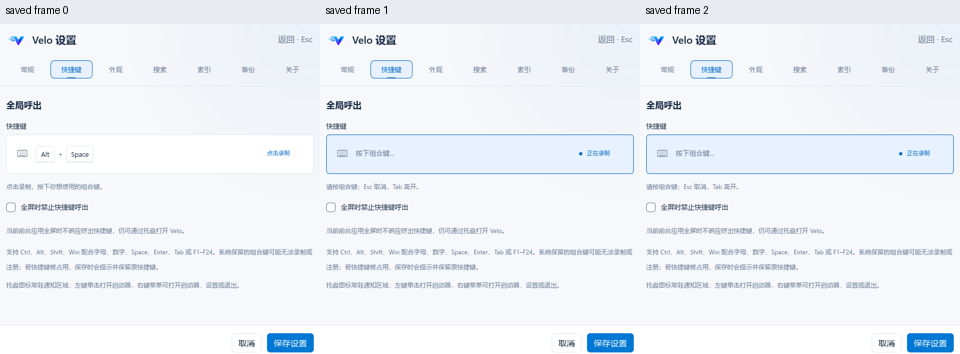 saved frame 0
Velo 设置
返回 · Esc
常规 快捷键 外观 搜索 索引 备份 关于
全局呼出
快捷键
Alt + Space 点击录制
点击录制，按下你想使用的组合键。
全屏时禁止快捷键呼出
当前前台应用全屏时不响应呼出快捷键，仍可通过托盘打开 Velo。
支持 Ctrl、Alt、Shift、Win 配合字母、数字、Space、Enter、Tab 或 F1–F24。系统保留的组合键可能无法录制或
注册；若快捷键被占用，保存时会提示并保留原快捷键。
托盘图标常驻通知区域：左键单击打开启动器，右键菜单可打开启动器、设置或退出。
取消 保存设置
saved frame 1
Velo 设置
返回 · Esc
常规 快捷键 外观 搜索 索引 备份 关于
全局呼出
快捷键
按下组合键... 正在录制
请按组合键；Esc 取消，Tab 离开。
全屏时禁止快捷键呼出
当前前台应用全屏时不响应呼出快捷键，仍可通过托盘打开 Velo。
支持 Ctrl、Alt、Shift、Win 配合字母、数字、Space、Enter、Tab 或 F1–F24。系统保留的组合键可能无法录制或
注册；若快捷键被占用，保存时会提示并保留原快捷键。
托盘图标常驻通知区域：左键单击打开启动器，右键菜单可打开启动器、设置或退出。
取消 保存设置
saved frame 2
Velo 设置
返回 · Esc
常规 快捷键 外观 搜索 索引 备份 关于
全局呼出
快捷键
按下组合键... 正在录制
请按组合键；Esc 取消，Tab 离开。
全屏时禁止快捷键呼出
当前前台应用全屏时不响应呼出快捷键，仍可通过托盘打开 Velo。
支持 Ctrl、Alt、Shift、Win 配合字母、数字、Space、Enter、Tab 或 F1–F24。系统保留的组合键可能无法录制或
注册；若快捷键被占用，保存时会提示并保留原快捷键。
托盘图标常驻通知区域：左键单击打开启动器，右键菜单可打开启动器、设置或退出。
取消 保存设置